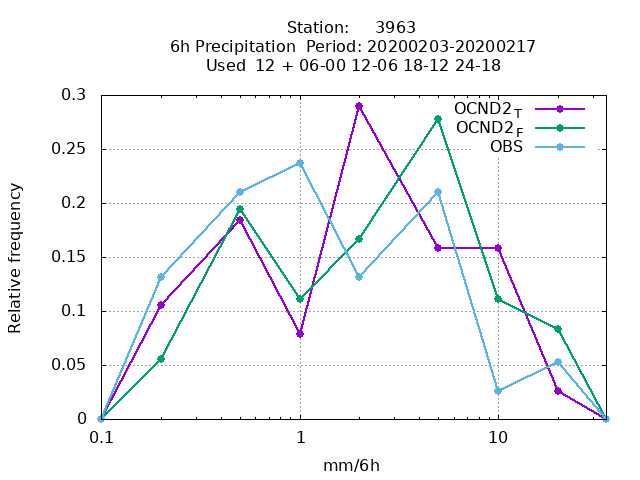 Station: 3963
6h Precipitation Period: 20200203-20200217
Used 12 + 06-00 12-06 18-12 24-18
OCND2_T
OCND2_F
OBS
0.3
0.25
0.2
0.15
0.1
0.05
0
Relative frequency
0.1 1 10
mm/6h